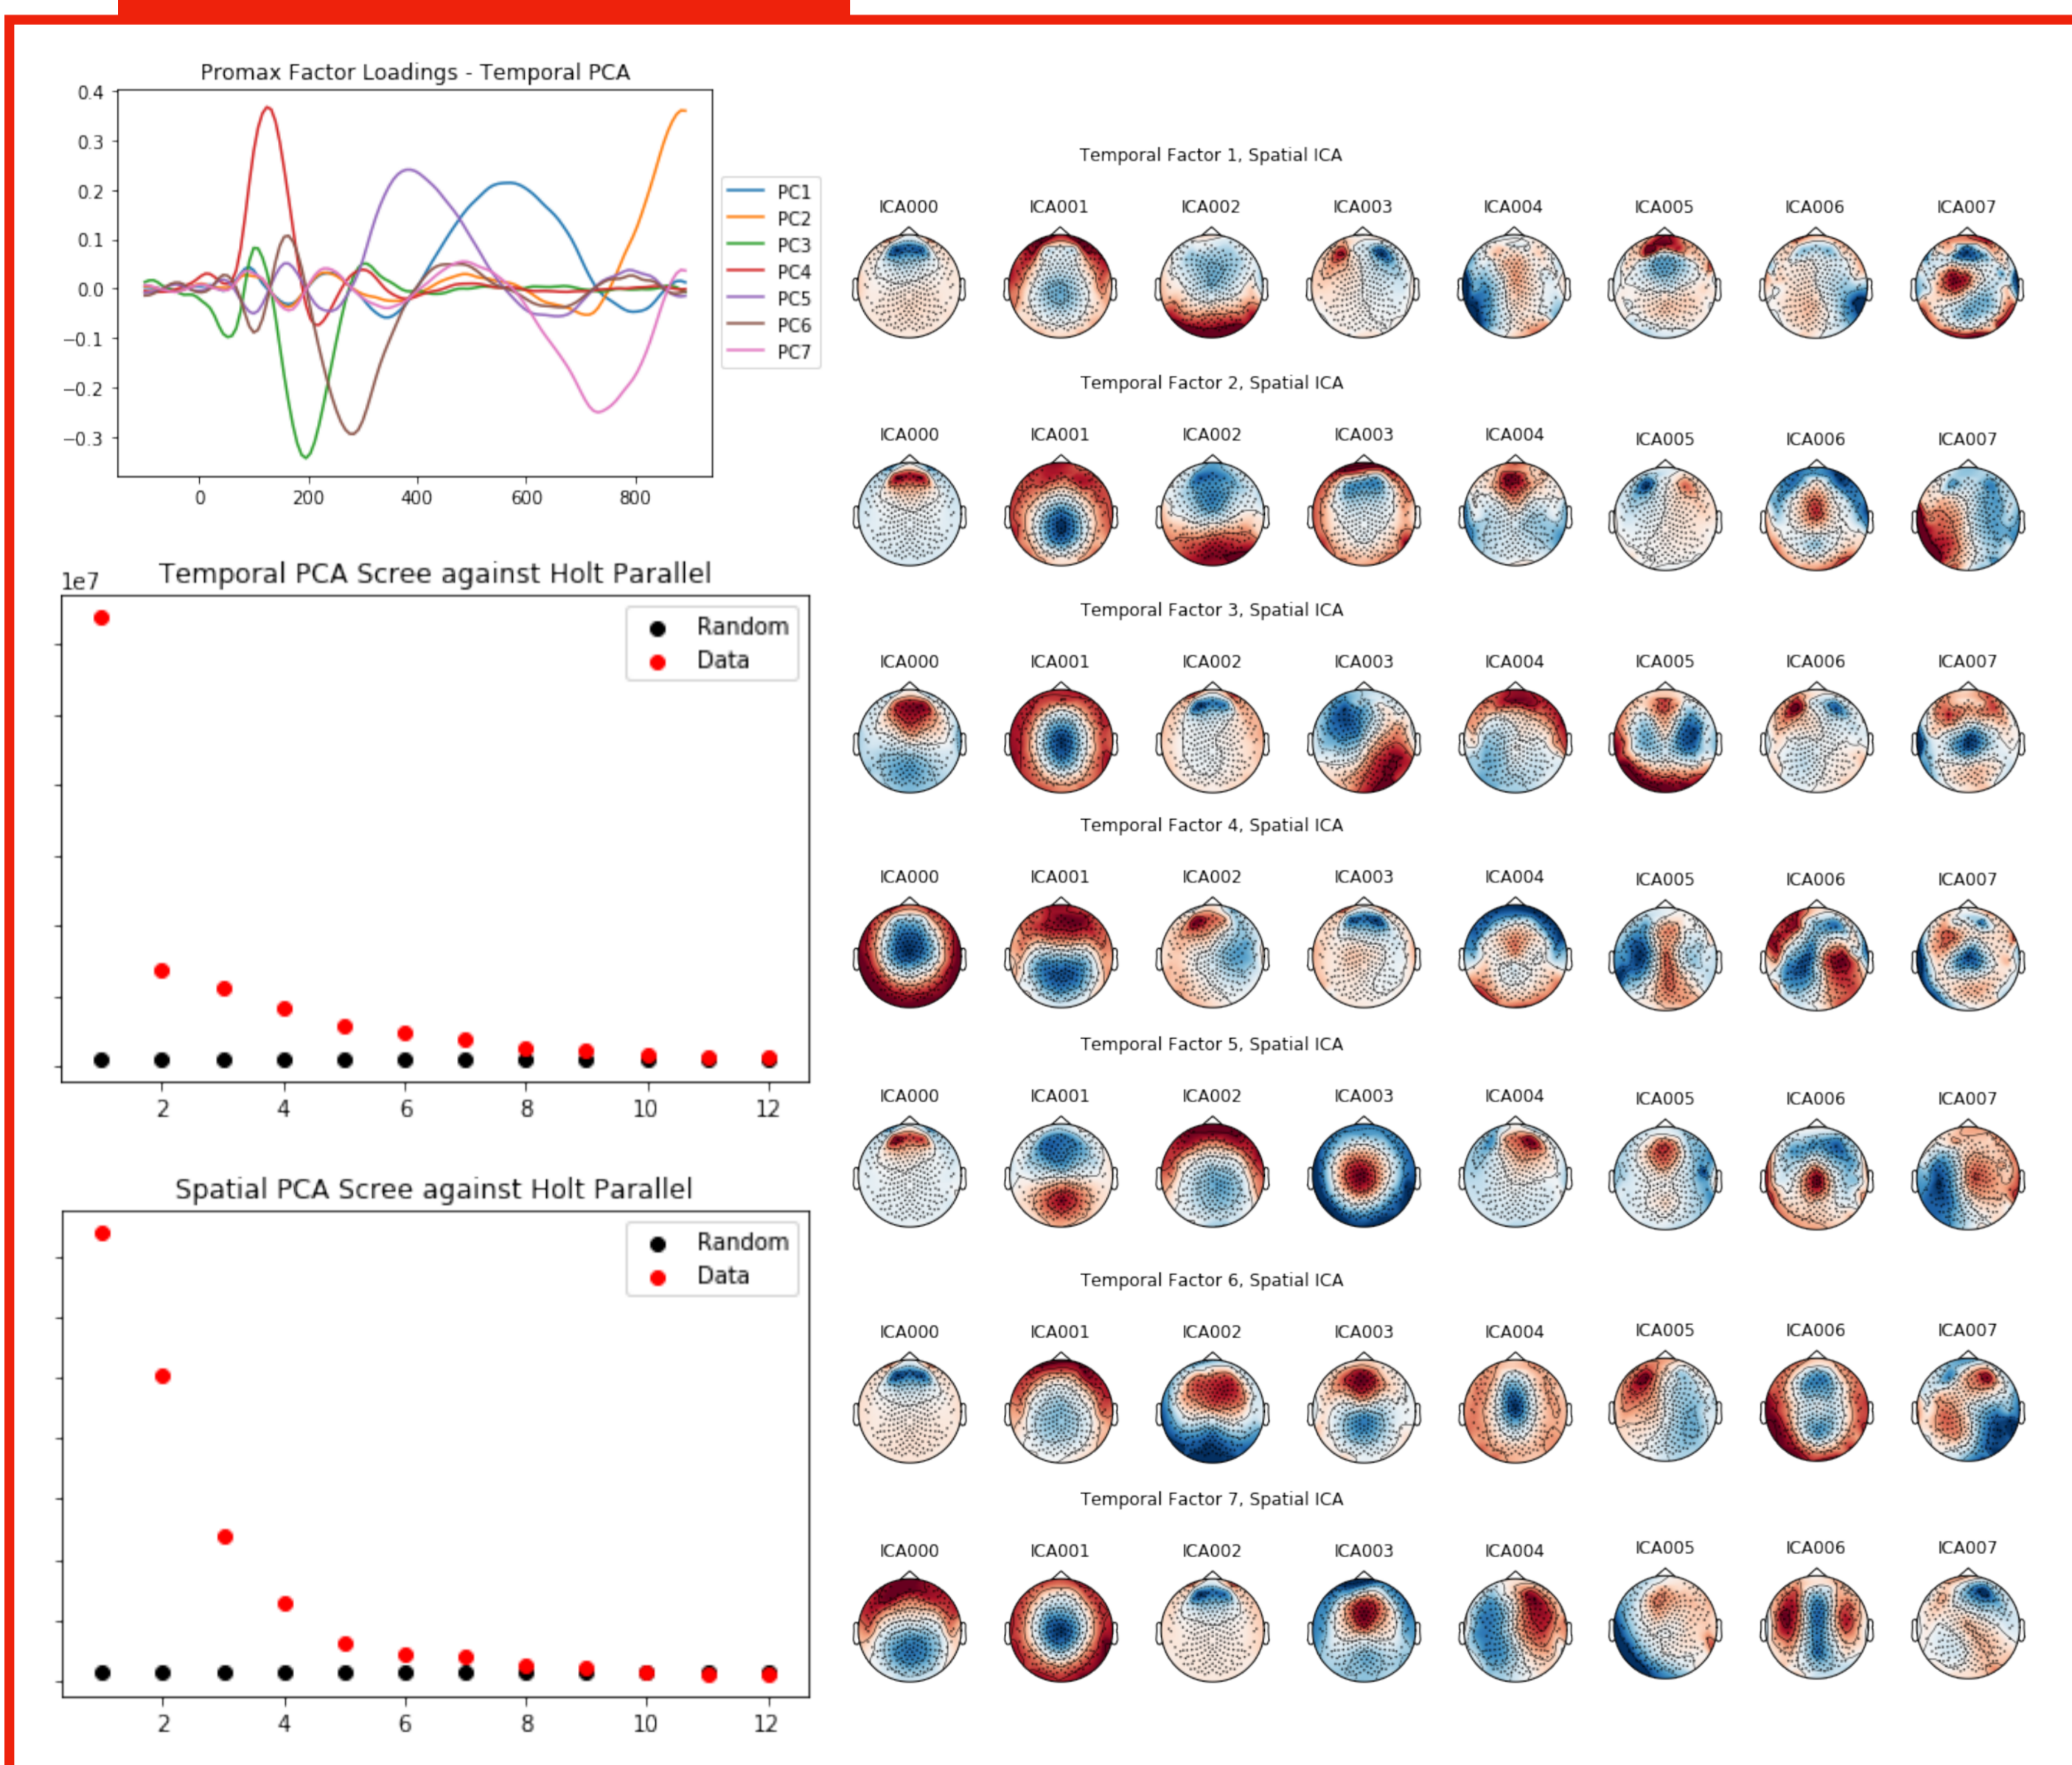 Promax Factor Loadings - Temporal PCA
0.4
0.3
0.2
0.1
0.0
−0.1
−0.2
−0.3
0 200 400 600 800
PC1
PC2
PC3
PC4
PC5
PC6
PC7
1e7
Temporal PCA Scree against Holt Parallel
Random
Data
2 4 6 8 10 12
Spatial PCA Scree against Holt Parallel
Random
Data
2 4 6 8 10 12
Temporal Factor 1, Spatial ICA
ICA000 ICA001 ICA002 ICA003 ICA004 ICA005 ICA006 ICA007
Temporal Factor 2, Spatial ICA
ICA000 ICA001 ICA002 ICA003 ICA004 ICA005 ICA006 ICA007
Temporal Factor 3, Spatial ICA
ICA000 ICA001 ICA002 ICA003 ICA004 ICA005 ICA006 ICA007
Temporal Factor 4, Spatial ICA
ICA000 ICA001 ICA002 ICA003 ICA004 ICA005 ICA006 ICA007
Temporal Factor 5, Spatial ICA
ICA000 ICA001 ICA002 ICA003 ICA004 ICA005 ICA006 ICA007
Temporal Factor 6, Spatial ICA
ICA000 ICA001 ICA002 ICA003 ICA004 ICA005 ICA006 ICA007
Temporal Factor 7, Spatial ICA
ICA000 ICA001 ICA002 ICA003 ICA004 ICA005 ICA006 ICA007